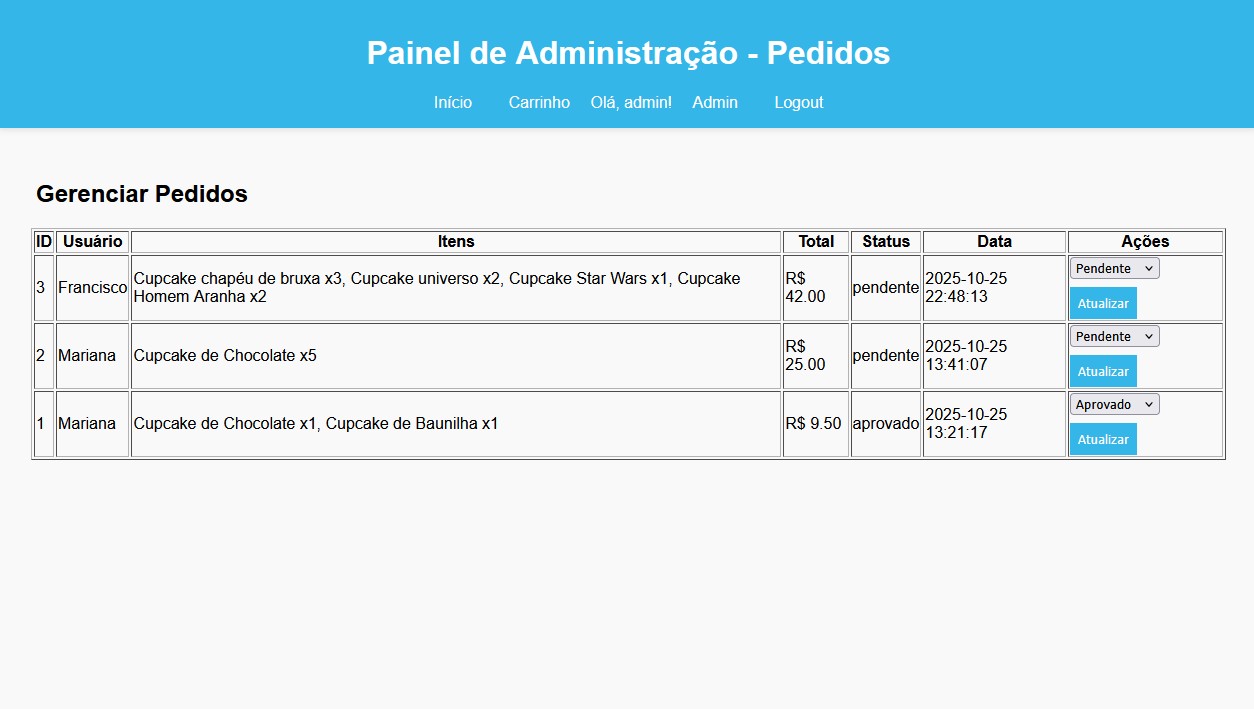 Painel de Administração - Pedidos
Início Carrinho Olá, admin! Admin Logout
Gerenciar Pedidos
ID Usuário Itens Total Status Data Ações
3 Francisco Cupcake chapéu de bruxa x3, Cupcake universo x2, Cupcake Star Wars x1, Cupcake
Homem Aranha x2
R$
42.00
pendente
2025-10-25
22:48:13
Pendente
Atualizar
2 Mariana Cupcake de Chocolate x5
R$
25.00
pendente
2025-10-25
13:41:07
Pendente
Atualizar
1 Mariana Cupcake de Chocolate x1, Cupcake de Baunilha x1
R$ 9.50
aprovado
2025-10-25
13:21:17
Aprovado
Atualizar